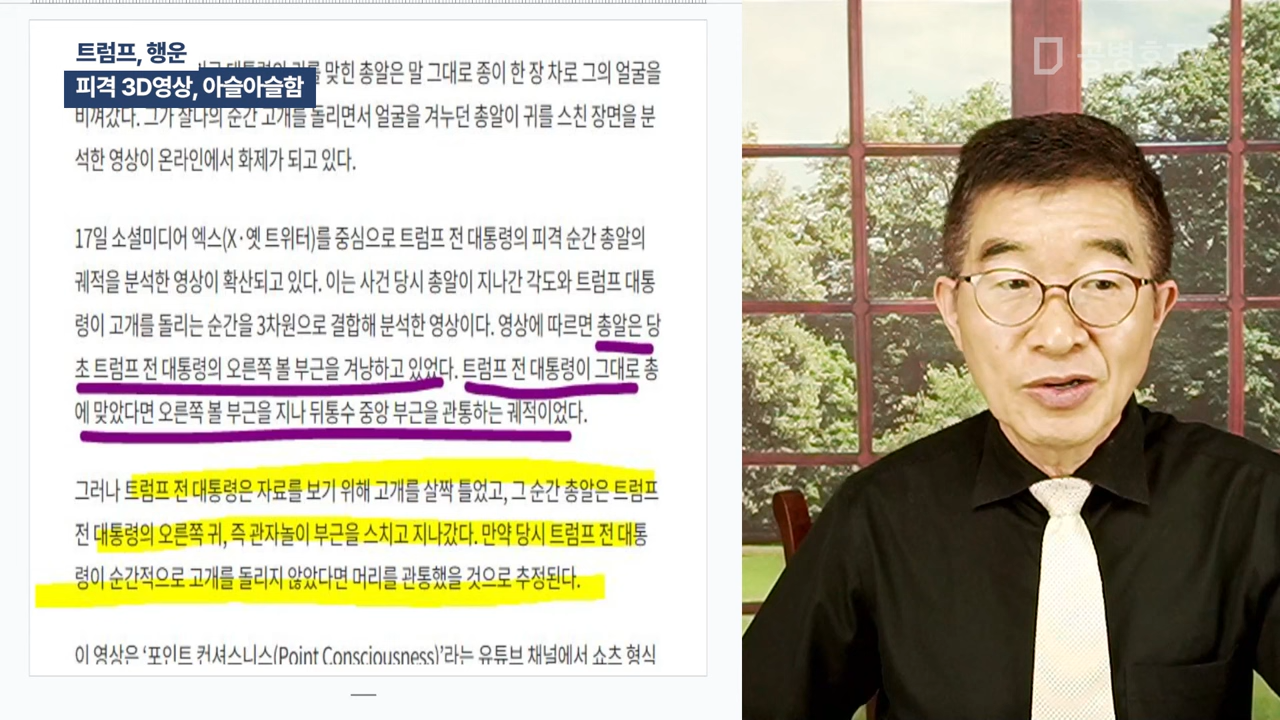 트럼프, 행운
피격 3D영상, 아슬아슬함
맞힌 총알은 말 그대로 종이 한 장 차로 그의 얼굴을
비껴갔다. 그가 찰나의 순간 고개를 돌리면서 얼굴을 겨누던 총알이 귀를 스친 장면을 분
석한 영상이 온라인에서 화제가 되고 있다.
17일 소셜미디어 엑스(X·옛 트위터)를 중심으로 트럼프 전 대통령의 피격 순간 총알의
궤적을 분석한 영상이 확산되고 있다. 이는 사건 당시 총알이 지나간 각도와 트럼프 대통
령이 고개를 돌리는 순간을 3차원으로 결합해 분석한 영상이다. 영상에 따르면 총알은 당
초 트럼프 전 대통령의 오른쪽 볼 부근을 겨냥하고 있었다. 트럼프 전 대통령이 그대로 총
에 맞았다면 오른쪽 볼 부근을 지나 뒤통수 중앙 부근을 관통하는 궤적이었다.
그러나 트럼프 전 대통령은 자료를 보기 위해 고개를 살짝 틀었고, 그 순간 총알은 트럼프
전 대통령의 오른쪽 귀, 즉 관자놀이 부근을 스치고 지나갔다. 만약 당시 트럼프 전 대통
령이 순간적으로 고개를 돌리지 않았다면 머리를 관통했을 것으로 추정된다.
이 영상은 ‘포인트 컨셔스니스(Point Consciousness)’라는 유튜브 채널에서 쇼츠 형식
공병호